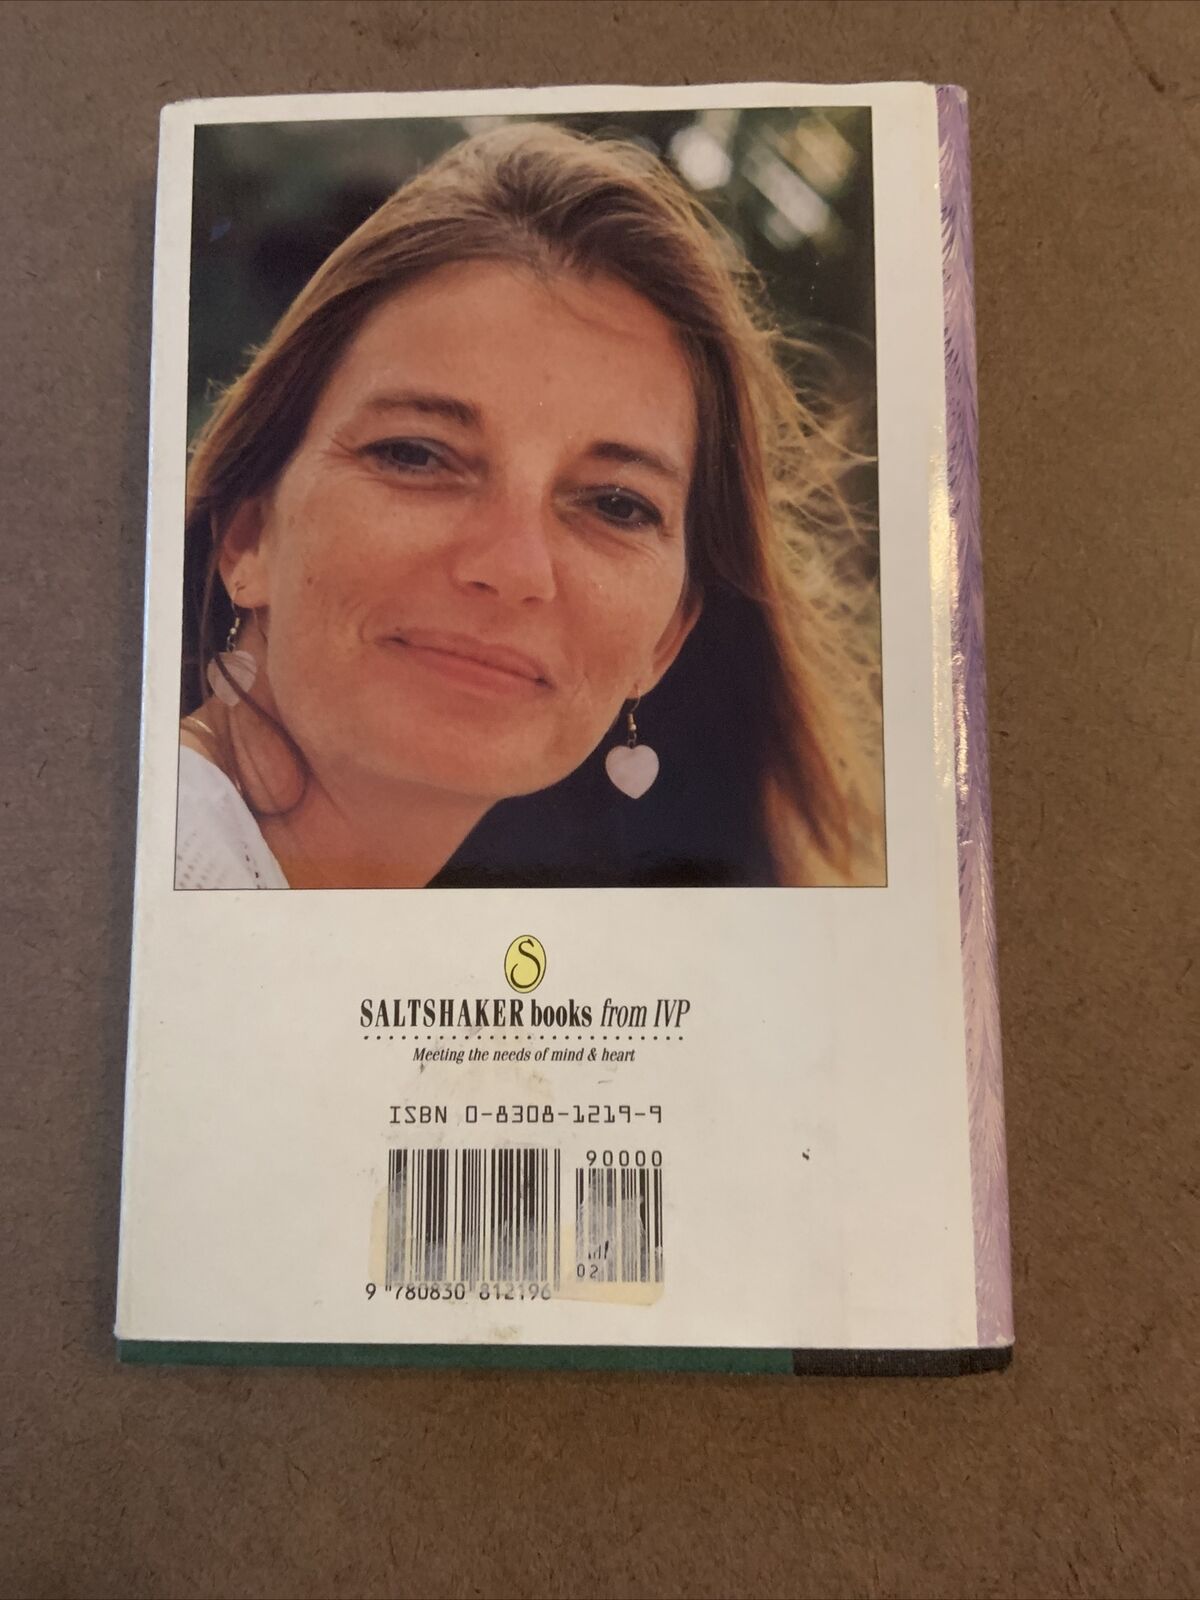 S
SALTSHAKER books from IVP
Meeting the needs of mind & heart
ISBN 0-8308-1219-9
90000
02
9 780830 812196